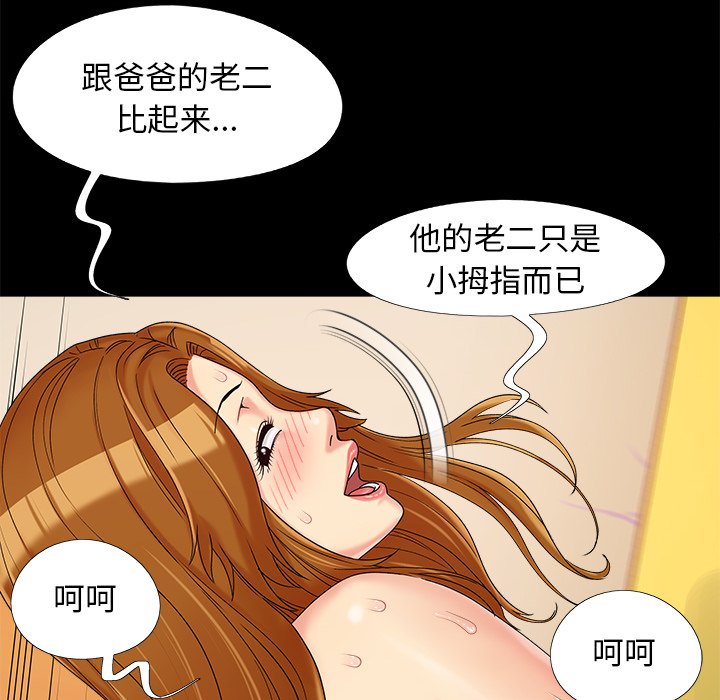 跟爸爸的老二
比起来...
他的老二只是
小拇指而已
呵呵
呵呵